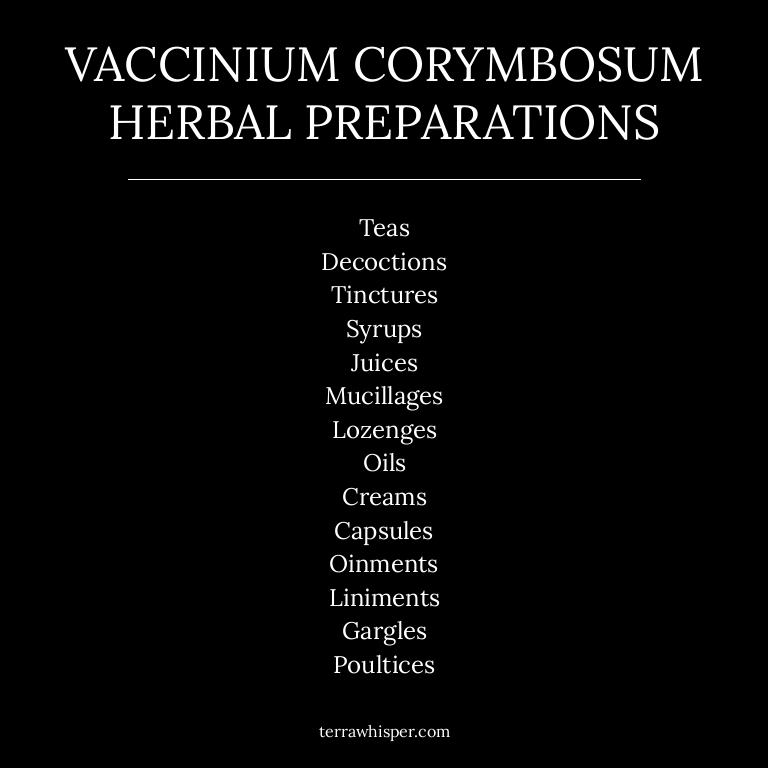 VACCINIUM CORYMBOSUM
HERBAL PREPARATIONS
Teas
Decoctions
Tinctures
Syrups
Juices
Mucillages
Lozenges
Oils
Creams
Capsules
Oinments
Liniments
Gargles
Poultices
terrawhisper.com